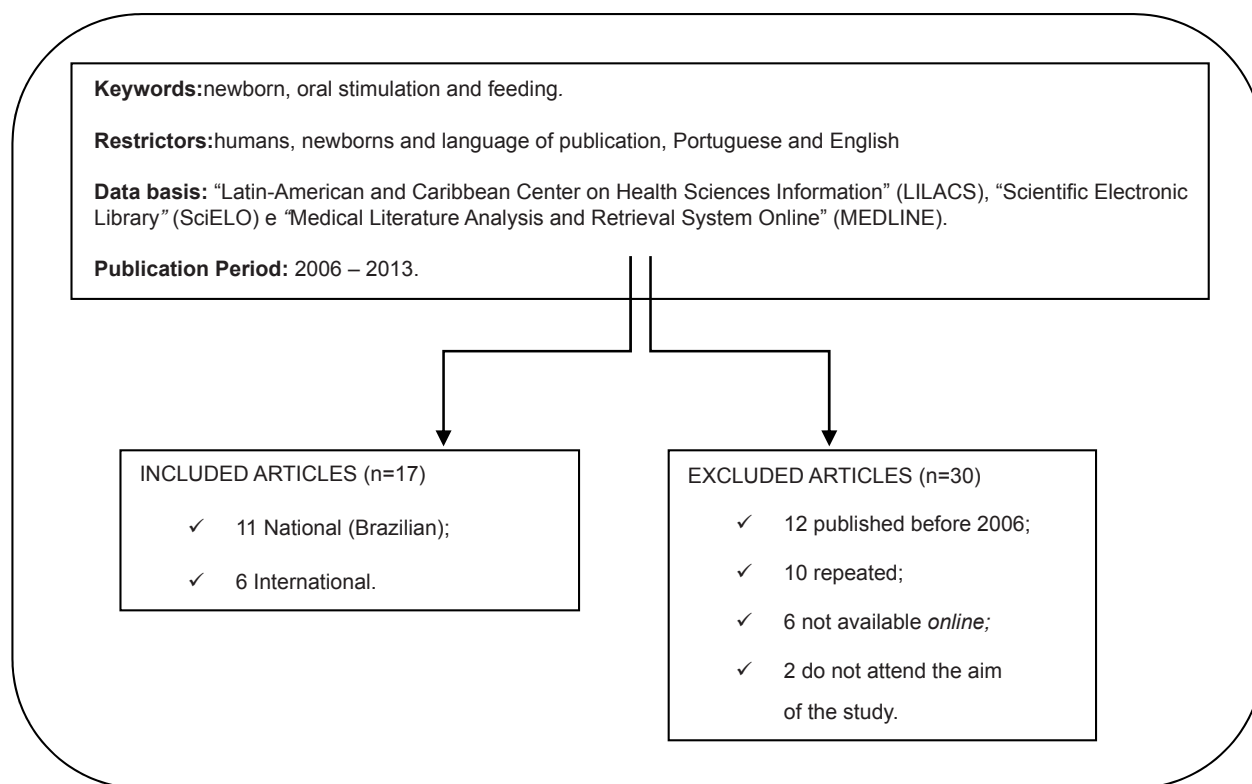 Keywords:newborn, oral stimulation and feeding.
Restrictors:humans, newborns and language of publication, Portuguese and English
Data basis: “Latin-American and Caribbean Center on Health Sciences Information” (LILACS), “Scientific Electronic
Library” (SciELO) e “Medical Literature Analysis and Retrieval System Online” (MEDLINE).
Publication Period: 2006 – 2013.
INCLUDED ARTICLES (n=17)
✓ 11 National (Brazilian);
✓ 6 International.
EXCLUDED ARTICLES (n=30)
✓ 12 published before 2006;
✓ 10 repeated;
✓ 6 not available online;
✓ 2 do not attend the aim
of the study.